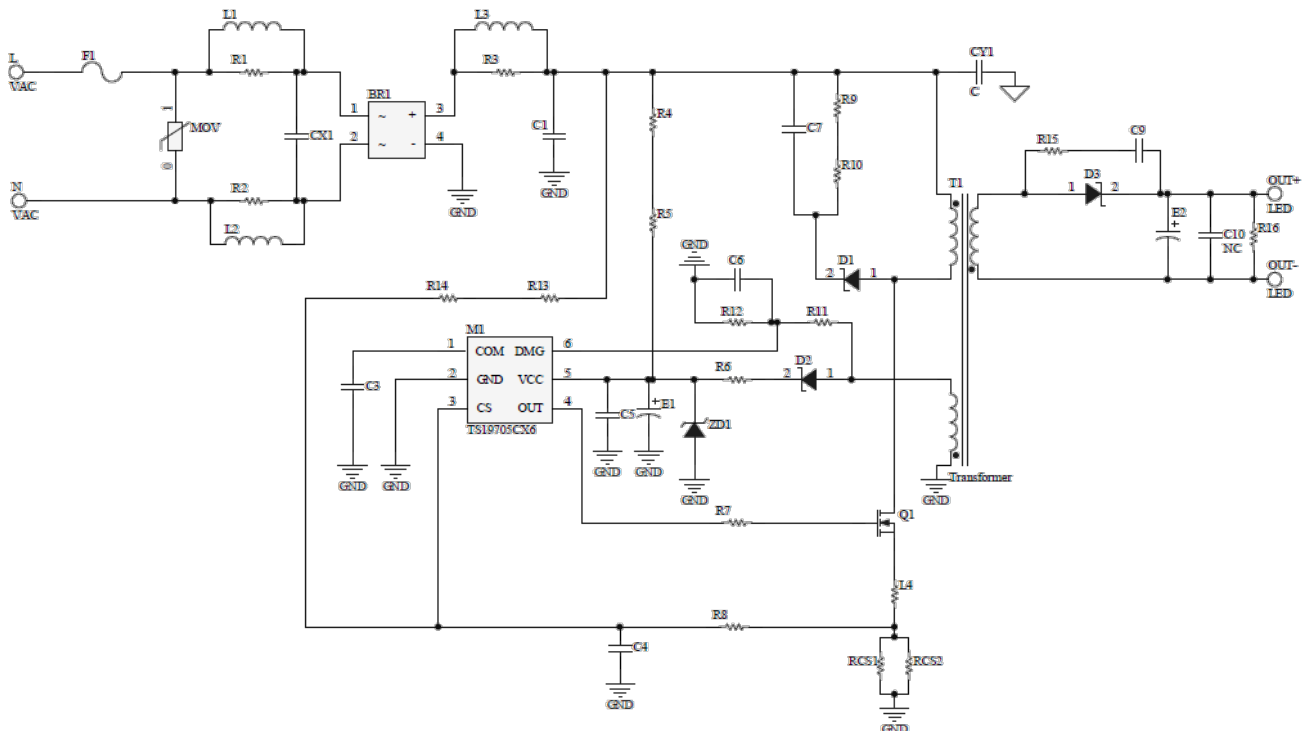 L1
L3
L
VAC
F1
R1
R3
CY1
C
BR1
1
~
+
3
2
~
-
4
1
MOV
0
CX1
C1
GND
GND
R4
C7
R9
R10
R15
C9
D3
1
2
T1
OUT+
LED
E2
C10
NC
R16
OUT-
LED
N
VAC
R2
L2
R5
GND
C6
D1
2
1
R14
R13
R12
R11
M1
1
COM
DMG
6
2
GND
VCC
5
3
CS
OUT
4
TS19705CX6
C3
R6
D2
2
1
C5
E1
ZD1
GND
GND
GND
GND
GND
GND
Transformer
R7
Q1
L4
R8
C4
RCS1
RCS2
GND
GND